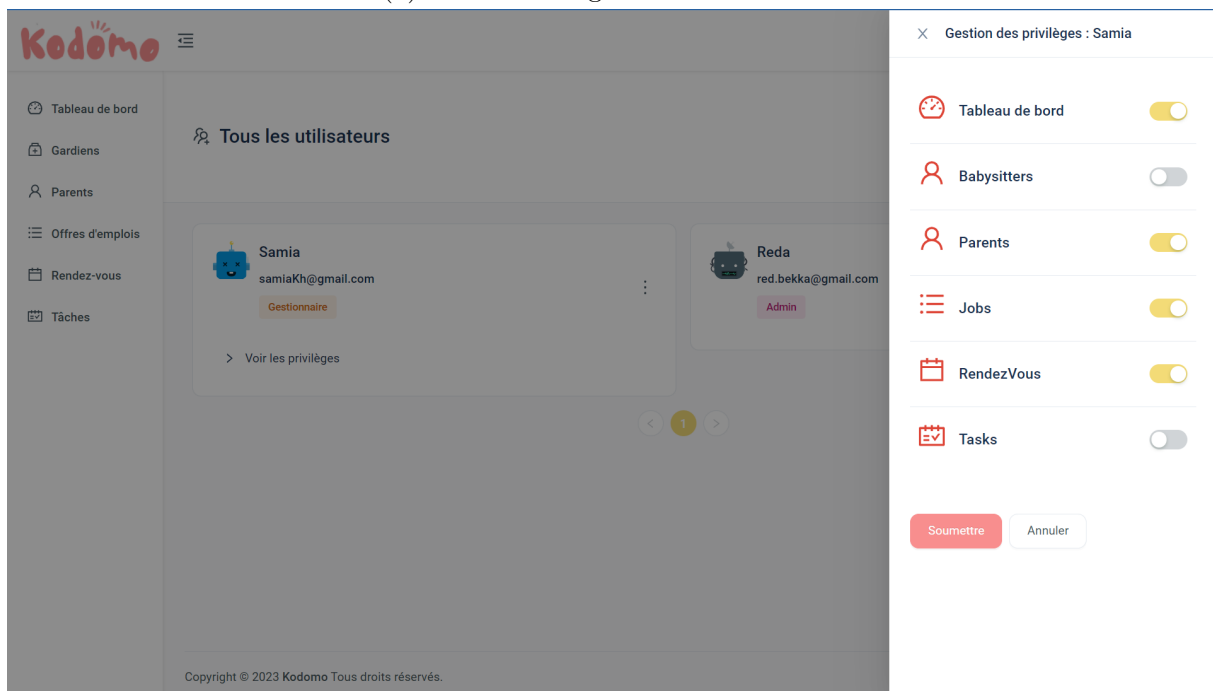 Kodomo
Tableau de bord
Gardiens
Parents
Offres d'emplois
Rendez-vous
Tâches
Tous les utilisateurs
Samia
samiaKh@gmail.com
Gestionnaire
Voir les privilèges
Reda
red.bekka@gmail.com
Admin
1
Copyright © 2023 Kodomo Tous droits réservés.
Gestion des privilèges : Samia
Tableau de bord
Babysitters
Parents
Jobs
RendezVous
Tasks
Soumettre
Annuler